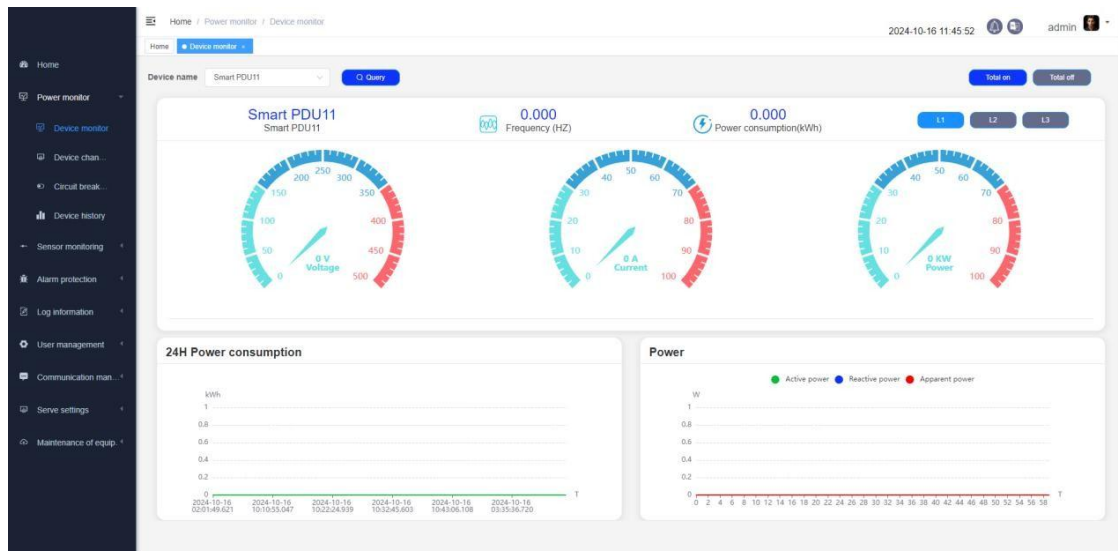 Home / Power monitor / Device monitor
2024-10-16 11:45:52
admin
Home
Device monitor ×
Home
Power monitor
Device monitor
Device chan...
Circuit break...
Device history
Sensor monitoring
Alarm protection
Log information
User management
Communication man...
Serve settings
Maintenance of equip.
Device name Smart PDU11 Query
Total on Total off
Smart PDU11
Smart PDU11
0.000
Frequency (HZ)
0.000
Power consumption(kWh)
L1 L2 L3
0 50 100 150 200 250 300 350 400 450 500
0 V
Voltage
0 10 20 30 40 50 60 70 80 90 100
0 A
Current
0 10 20 30 40 50 60 70 80 90 100
0 KW
Power
24H Power consumption
kWh
1
0.8
0.6
0.4
0.2
0
T
2024-10-16 2024-10-16 2024-10-16 2024-10-16 2024-10-16 2024-10-16
02:01:49.621 10:10:55.047 10:22:24.939 10:32:45.603 10:43:06.108 03:35:36.720
Power
Active power Reactive power Apparent power
W
1
0.8
0.6
0.4
0.2
0
T
0 2 4 6 8 10 12 14 16 18 20 22 24 26 28 30 32 34 36 38 40 42 44 46 48 50 52 54 56 58